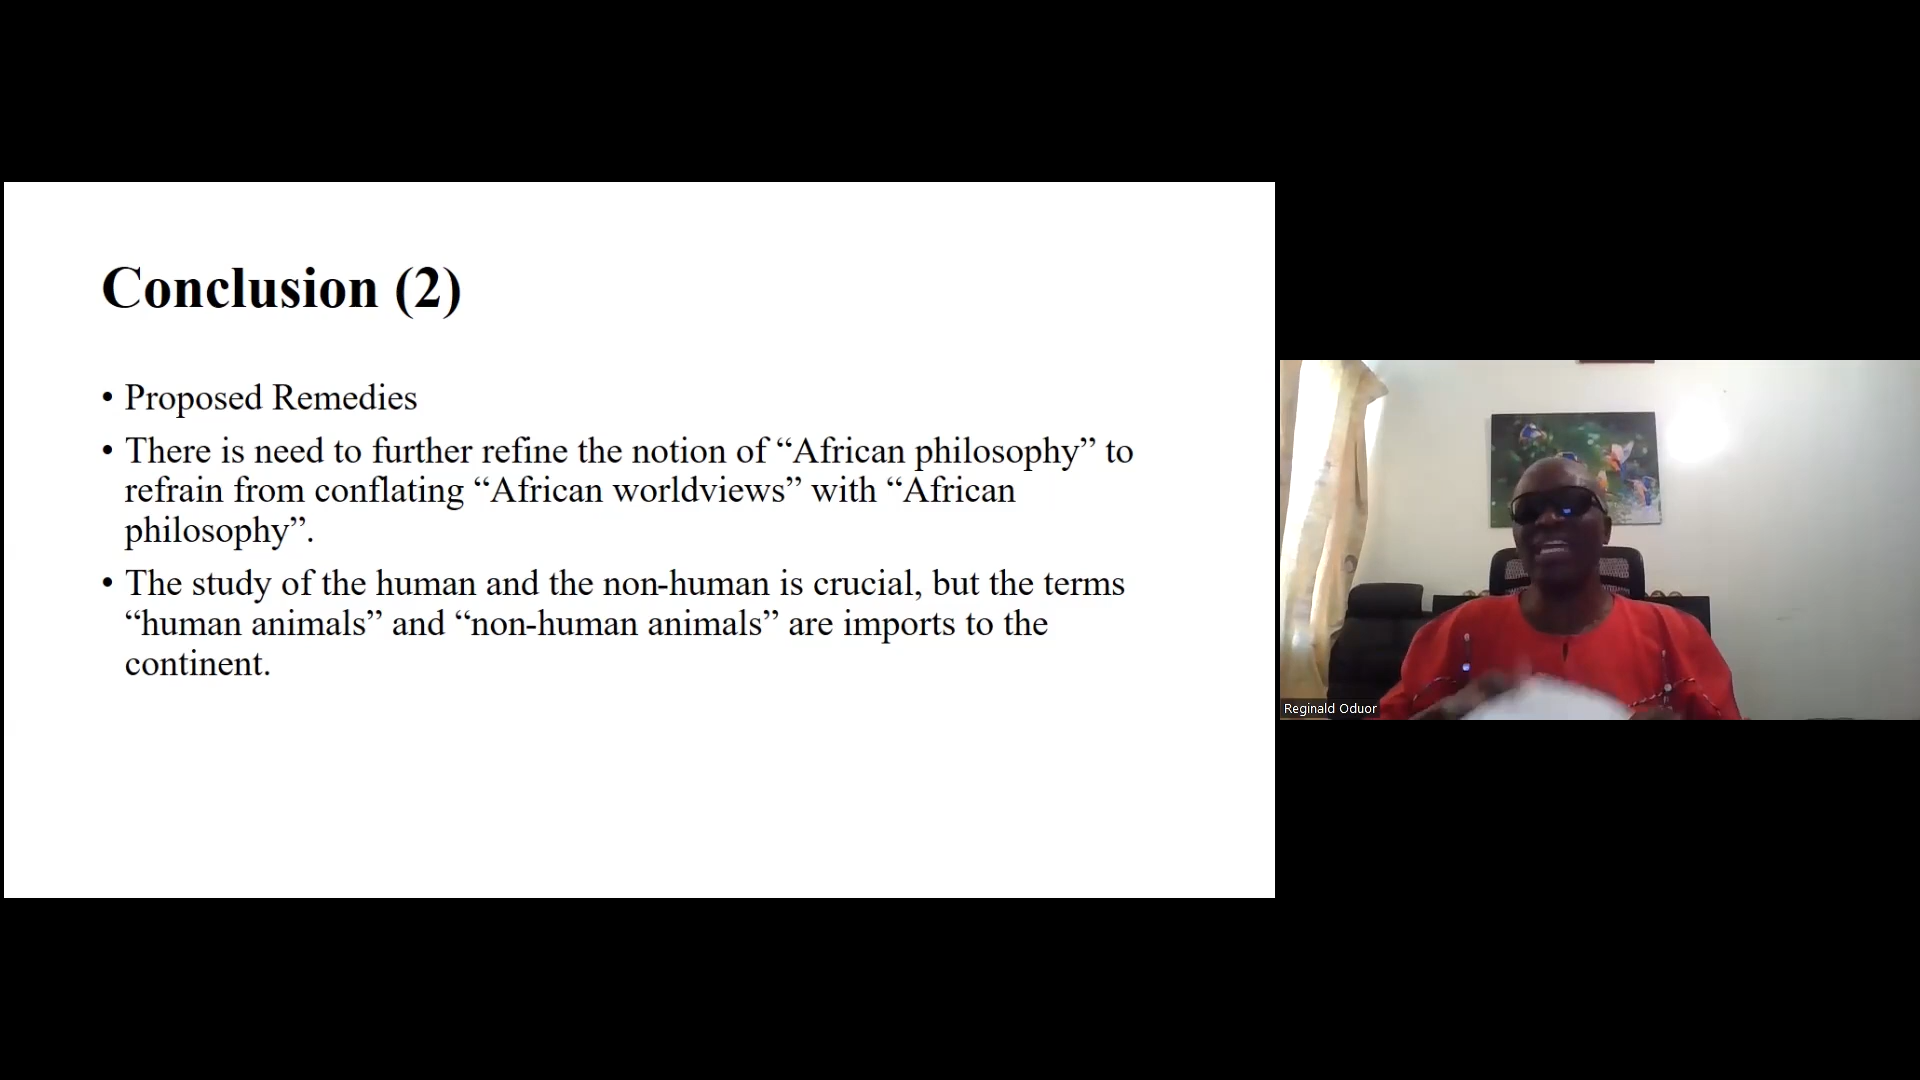 Conclusion (2)
• Proposed Remedies
• There is need to further refine the notion of “African philosophy” to
refrain from conflating “African worldviews” with “African
philosophy”.
• The study of the human and the non-human is crucial, but the terms
“human animals” and “non-human animals” are imports to the
continent.
Reginald Oduor